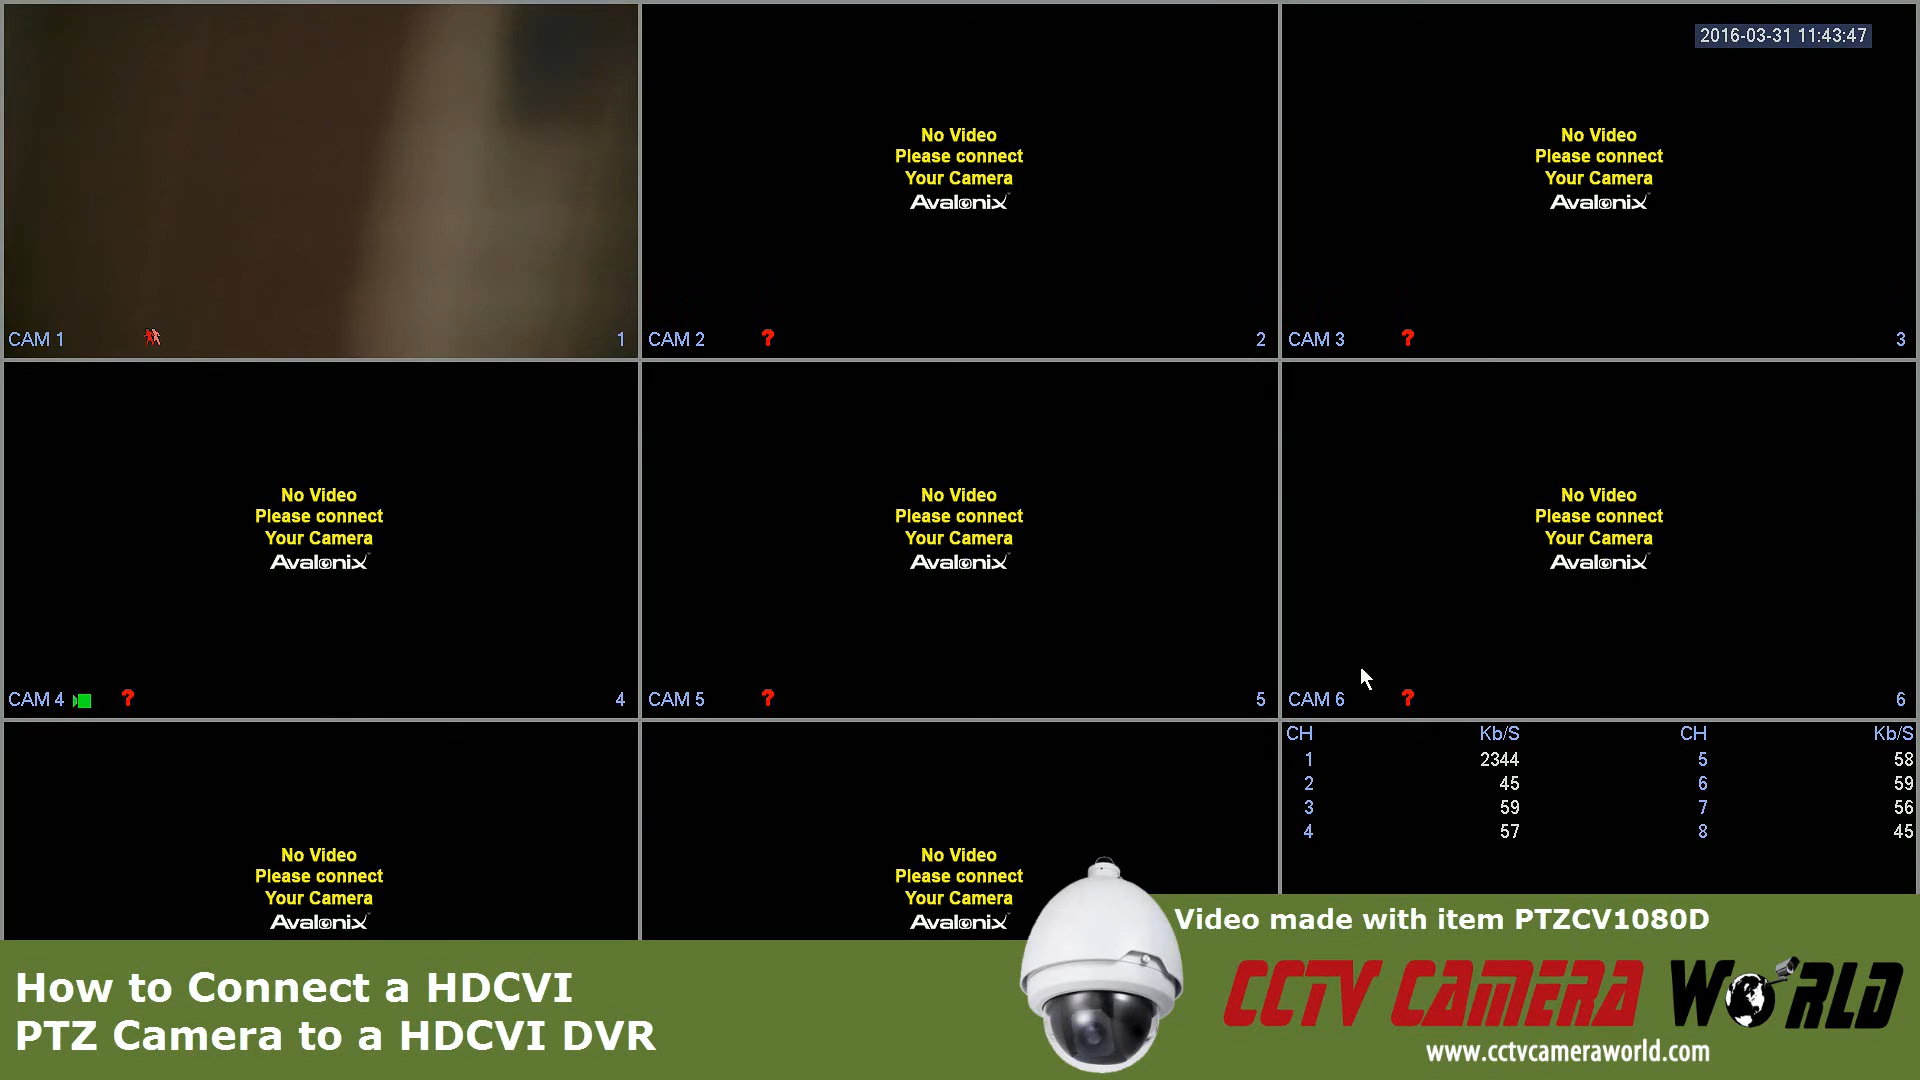 2016-03-31 11:43:47
No Video
Please connect
Your Camera
Avalonix
No Video
Please connect
Your Camera
Avalonix
CAM 1 1
CAM 2 ? 2
CAM 3 ? 3
No Video
Please connect
Your Camera
Avalonix
No Video
Please connect
Your Camera
Avalonix
No Video
Please connect
Your Camera
Avalonix
CAM 4 ? 4
CAM 5 ? 5
CAM 6 ? 6
No Video
Please connect
Your Camera
Avalonix
No Video
Please connect
Your Camera
Avalonix
CH Kb/S CH Kb/S
1 2344 5 58
2 45 6 59
3 59 7 56
4 57 8 45
Video made with item PTZCV1080D
How to Connect a HDCVI
PTZ Camera to a HDCVI DVR
CCTV CAMERA WORLD
www.cctvcameraworld.com